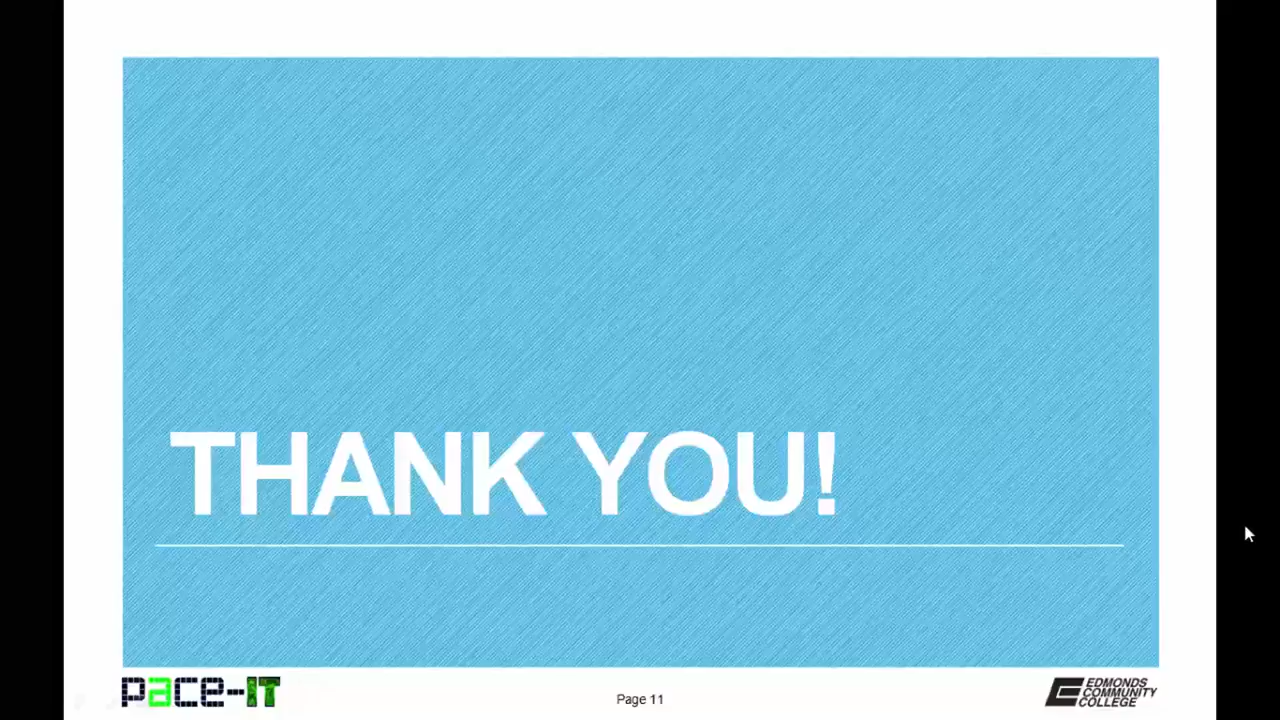 THANK YOU!
pace-IT
Page 11
EDMONDS
COMMUNITY
COLLEGE